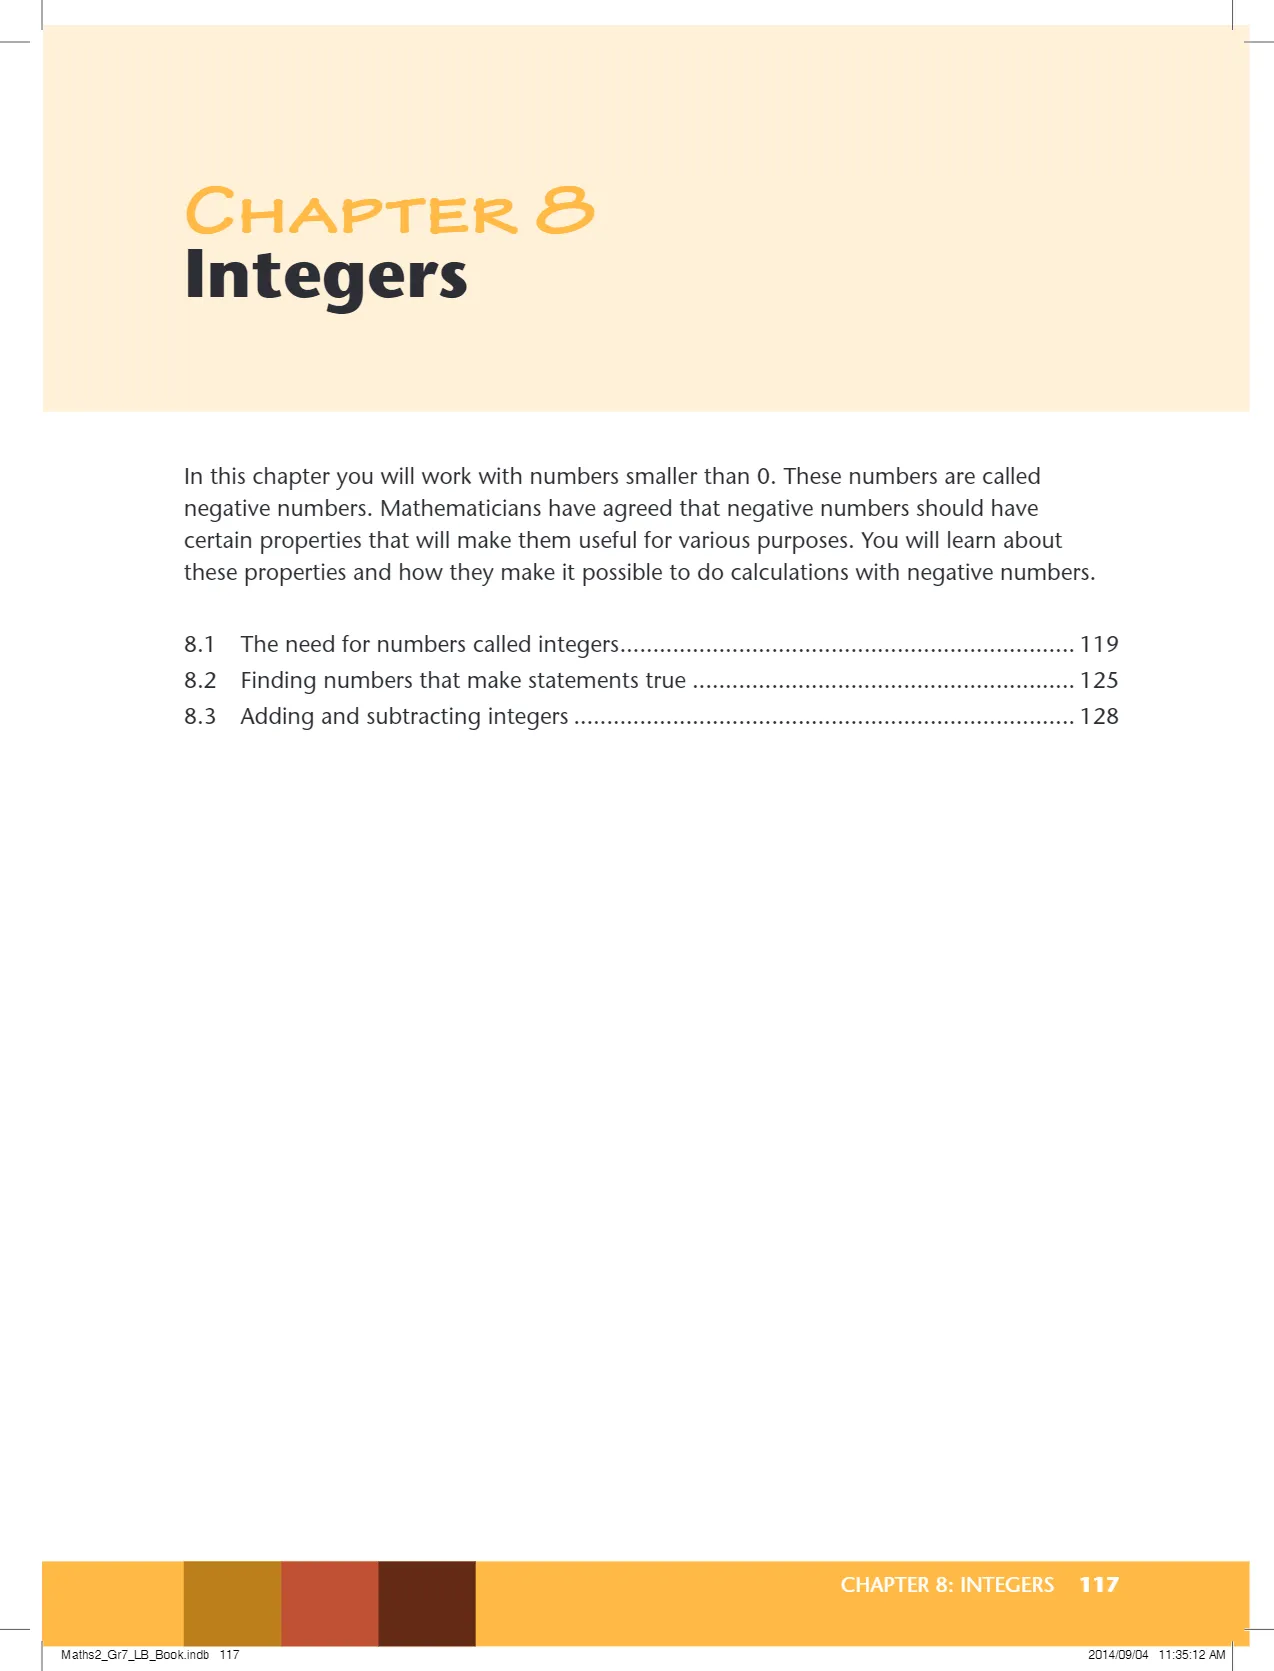 CHAPTER 8
Integers
In this chapter you will work with numbers smaller than 0. These numbers are called
negative numbers. Mathematicians have agreed that negative numbers should have
certain properties that will make them useful for various purposes. You will learn about
these properties and how they make it possible to do calculations with negative numbers.
8.1 The need for numbers called integers..................................................................... 119
8.2 Finding numbers that make statements true .......................................................... 125
8.3 Adding and subtracting integers ............................................................................ 128
CHAPTER 8: INTEGERS 117
Maths2_Gr7_LB_Book.indb 117 2014/09/04 11:35:12 AM